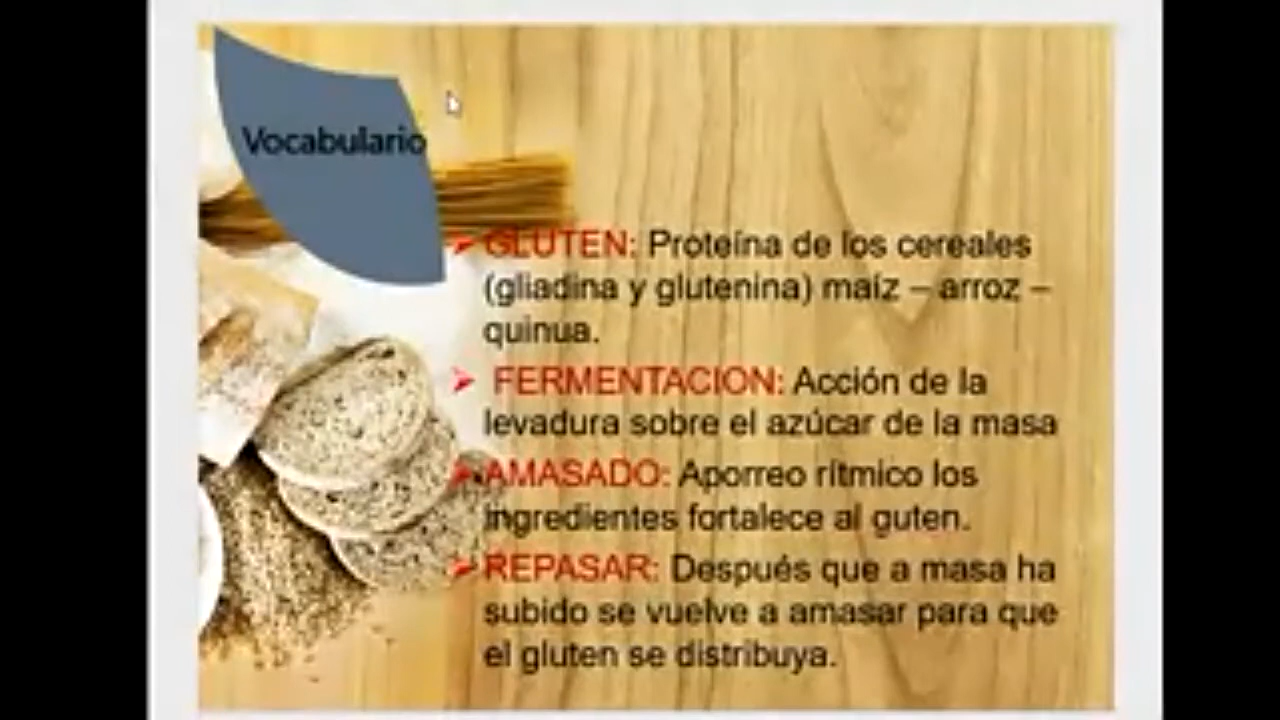 Vocabulario
GLUTEN: Proteína de los cereales
(gliadina y glutenina) maíz – arroz –
quinua.
FERMENTACION: Acción de la
levadura sobre el azúcar de la masa
AMASADO: Aporreo rítmico los
ingredientes fortalece al guten.
REPASAR: Después que a masa ha
subido se vuelve a amasar para que
el gluten se distribuya.